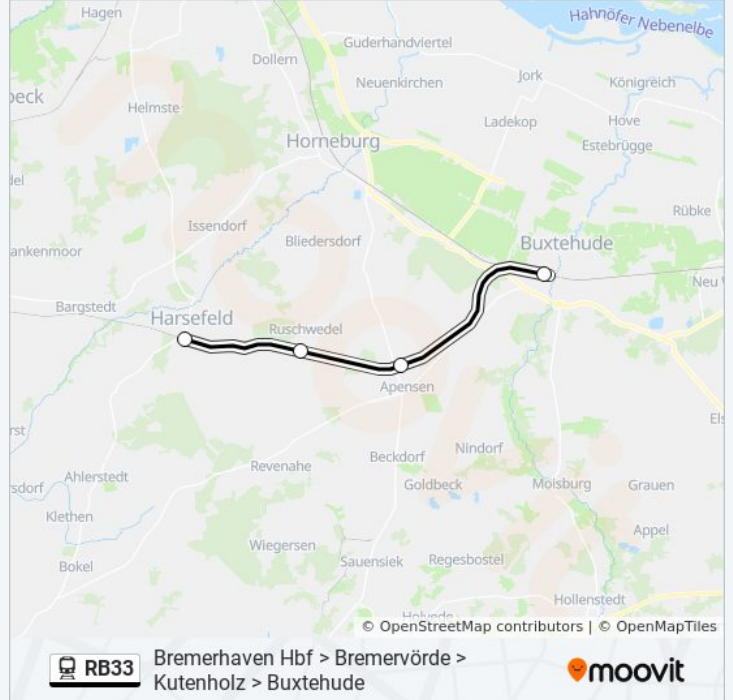 Hagen
Hahnöfer Nebenelbe
Guderhandviertel
Dollern
Jork
Neuenkirchen
Königreich
beck
Helmste
Ladekop
Hove
Horneburg
Estebrügge
del
Rübke
Issendorf
Bliedersdorf
Buxtehude
ankenmoor
Neu
Bargstedt
Harsefeld
Ruschwedel
Apensen
Els
rst
Nindorf
Beckdorf
Revenahe
Ahlerstedt
Goldbeck
Moisburg
Grauen
sdorf
Klethen
Appel
Wiegersen
Sauensiek
Regesbostel
Bokel
Hollenstedt
© OpenStreetMap contributors | © OpenMapTiles
RB33
Bremerhaven Hbf > Bremervörde >
Kutenholz > Buxtehude
moovit